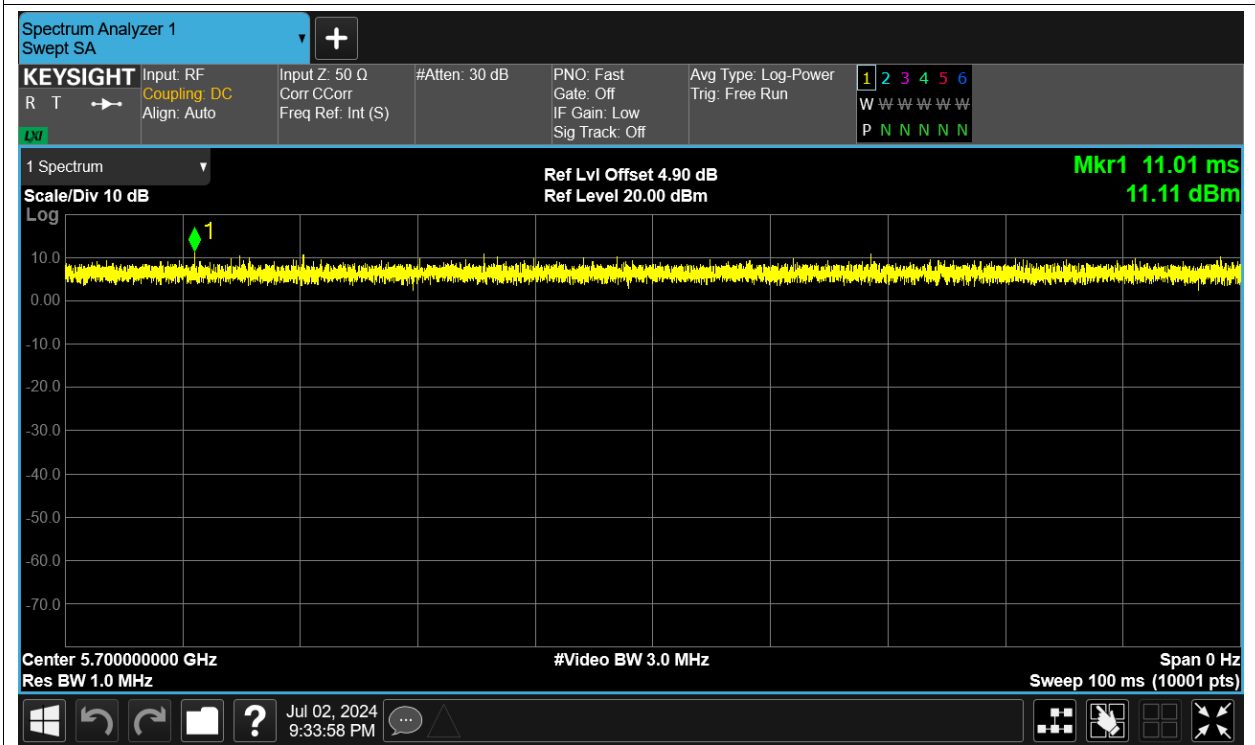 Spectrum Analyzer 1
Swept SA
KEYSIGHT
R T
LXI
Input: RF
Coupling: DC
Align: Auto
Input Z: 50 Ω
Corr CCorr
Freq Ref: Int (S)
#Atten: 30 dB
PNO: Fast
Gate: Off
IF Gain: Low
Sig Track: Off
Avg Type: Log-Power
Trig: Free Run
1 2 3 4 5 6
W W W W W W
P N N N N N
1 Spectrum
Scale/Div 10 dB
Ref Lvl Offset 4.90 dB
Ref Level 20.00 dBm
Mkr1 11.01 ms
11.11 dBm
Log
1
10.0
0.00
-10.0
-20.0
-30.0
-40.0
-50.0
-60.0
-70.0
Center 5.700000000 GHz
Res BW 1.0 MHz
#Video BW 3.0 MHz
Span 0 Hz
Sweep 100 ms (10001 pts)
?
Jul 02, 2024
9:33:58 PM